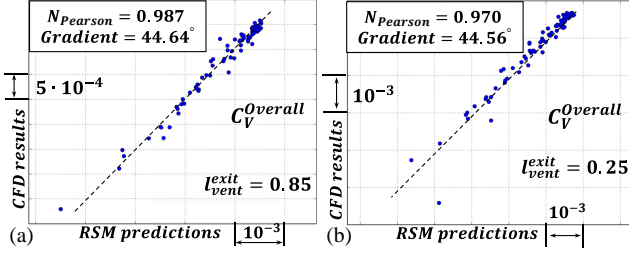 N_Pearson = 0.987
Gradient = 44.64°
5 · 10⁻⁴
CFD results
C_V^Overall
l_vent^exit = 0.85
(a)
RSM predictions
10⁻³
N_Pearson = 0.970
Gradient = 44.56°
10⁻³
CFD results
C_V^Overall
l_vent^exit = 0.25
(b)
RSM predictions
10⁻³